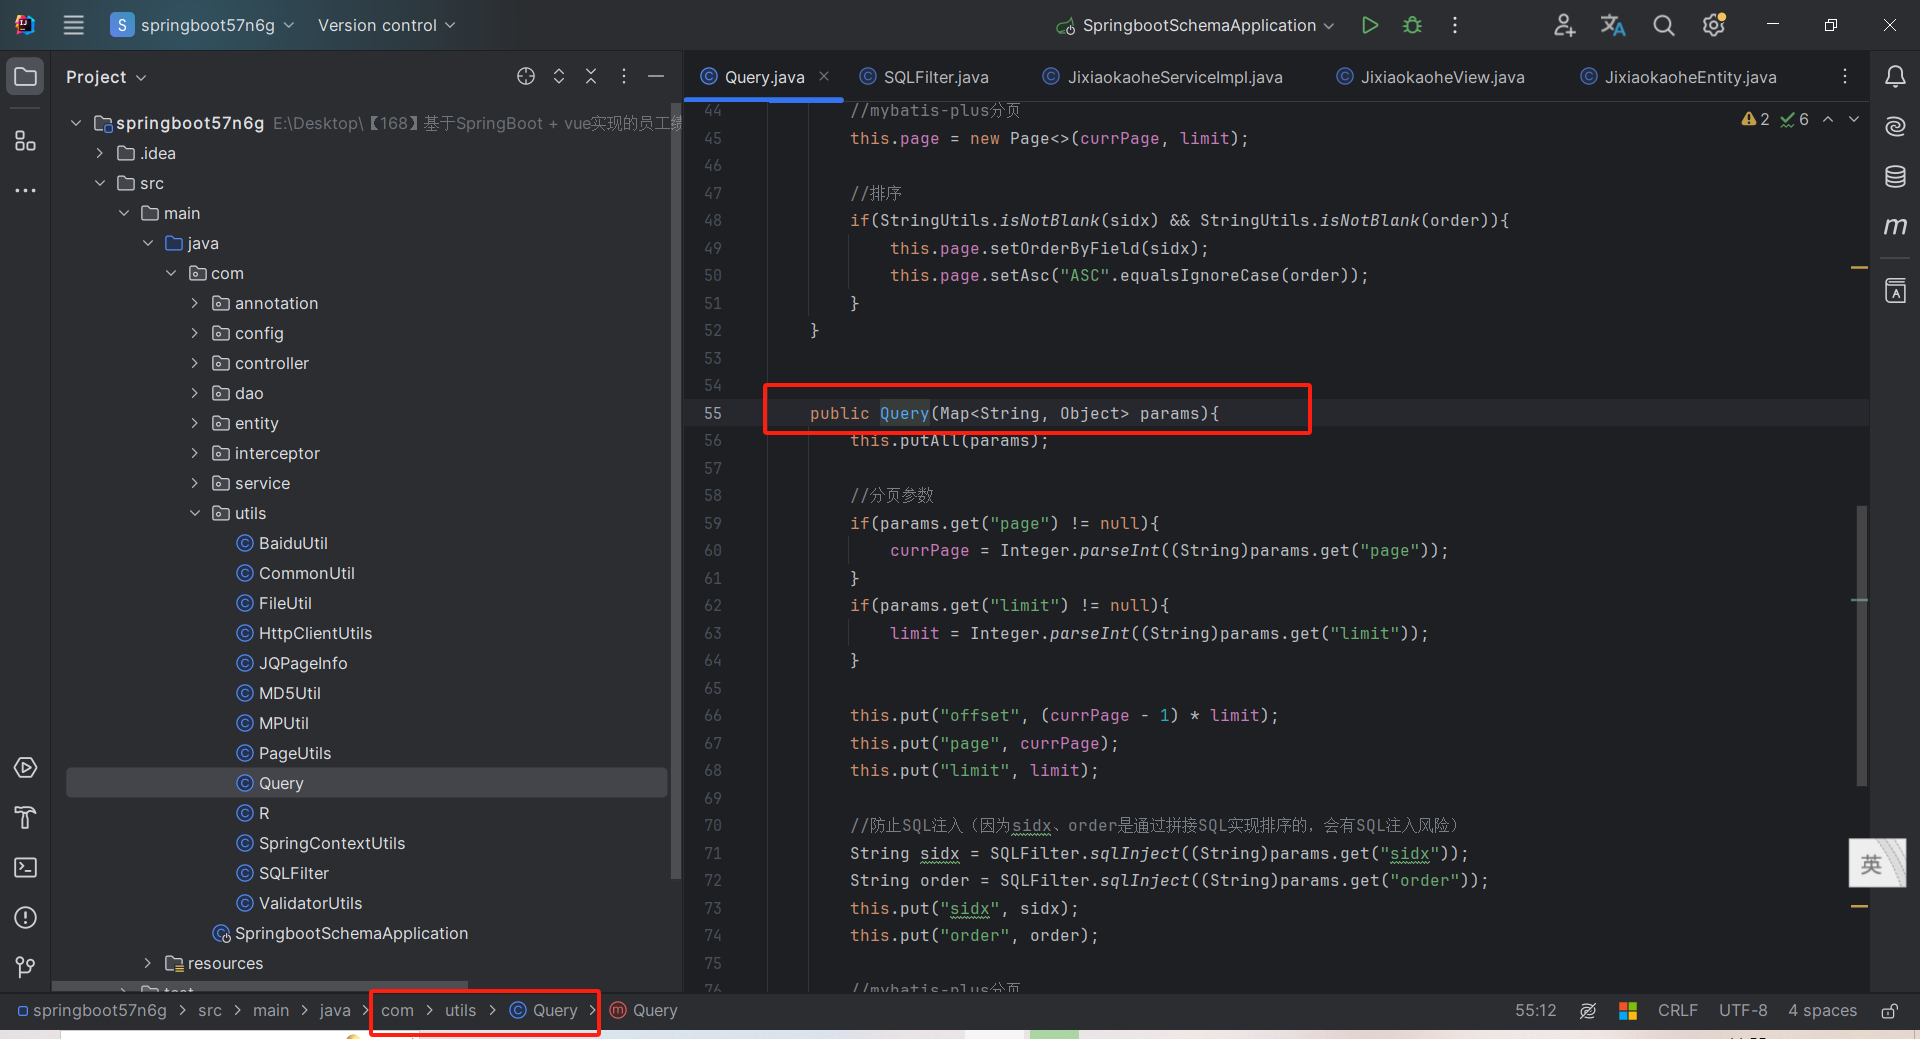 S springboot57n6g Version control SpringbootSchemaApplication
Project
Query.java SQLFilter.java JixiaokaoheServiceImpl.java JixiaokaoheView.java JixiaokaoheEntity.java
springboot57n6g E:\Desktop\【168】基于SpringBoot + vue实现的员工绩
.idea
src
main
java
com
annotation
config
controller
dao
entity
interceptor
service
utils
BaiduUtil
CommonUtil
FileUtil
HttpClientUtils
JQPageInfo
MD5Util
MPUtil
PageUtils
Query
R
SpringContextUtils
SQLFilter
ValidatorUtils
SpringbootSchemaApplication
resources
2 6
44 //mybatis-plus分页
45 this.page = new Page<>(currPage, limit);
46
47 //排序
48 if(StringUtils.isNotBlank(sidx) && StringUtils.isNotBlank(order)){
49 this.page.setOrderByField(sidx);
50 this.page.setAsc("ASC".equalsIgnoreCase(order));
51 }
52 }
53
54
55 public Query(Map<String, Object> params){
56 this.putAll(params);
57
58 //分页参数
59 if(params.get("page") != null){
60 currPage = Integer.parseInt((String)params.get("page"));
61 }
62 if(params.get("limit") != null){
63 limit = Integer.parseInt((String)params.get("limit"));
64 }
65
66 this.put("offset", (currPage - 1) * limit);
67 this.put("page", currPage);
68 this.put("limit", limit);
69
70 //防止SQL注入（因为sidx、order是通过拼接SQL实现排序的，会有SQL注入风险）
71 String sidx = SQLFilter.sqlInject((String)params.get("sidx"));
72 String order = SQLFilter.sqlInject((String)params.get("order"));
73 this.put("sidx", sidx);
74 this.put("order", order);
75
76 //mybatis-plus分页
英
springboot57n6g > src > main > java > com > utils > Query > Query
55:12 CRLF UTF-8 4 spaces